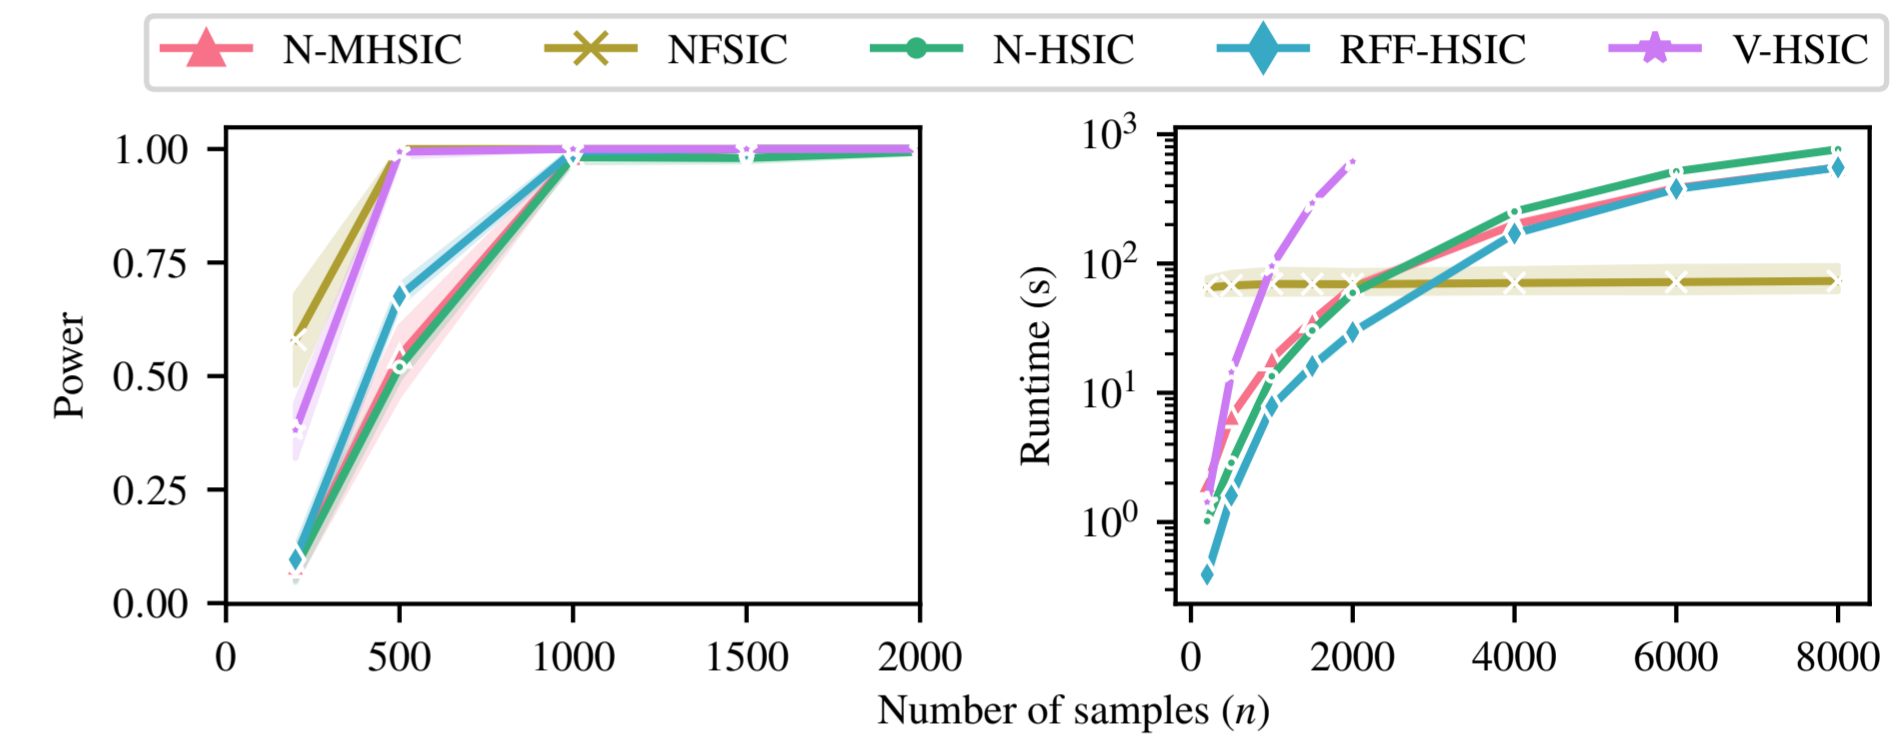 N-MHSIC NFSIC N-HSIC RFF-HSIC V-HSIC
Power
1.00
0.75
0.50
0.25
0.00
0 500 1000 1500 2000
Runtime (s)
10³
10²
10¹
10⁰
0 2000 4000 6000 8000
Number of samples (n)